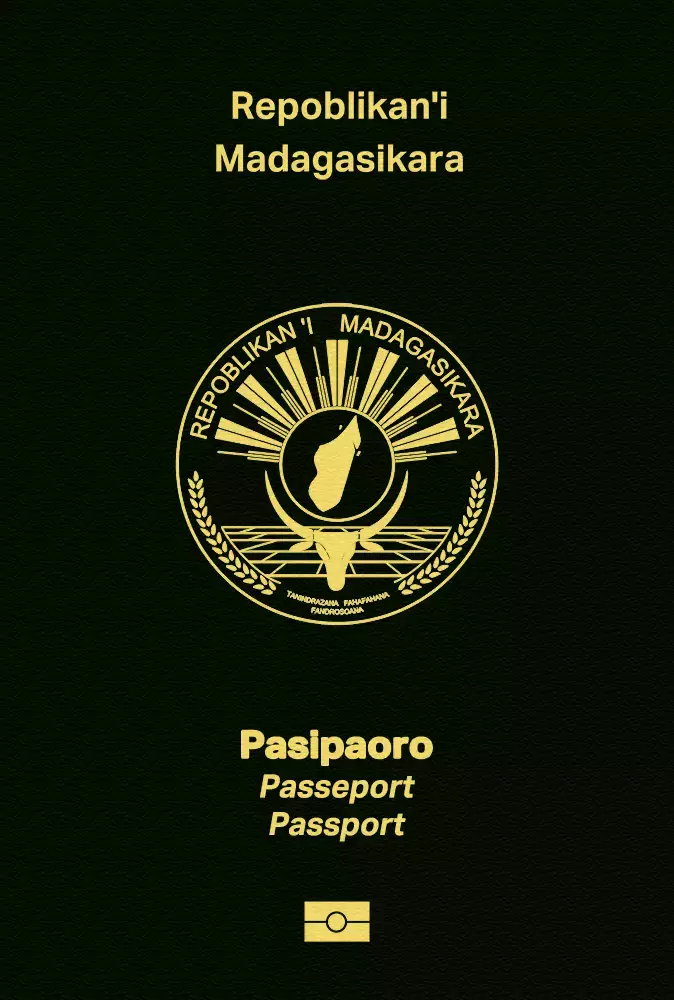 Repoblikan'i
Madagasikara
REPOBLIKAN 'I MADAGASIKARA
TANINDRAZANA FAHAFAHANA
FANDROSOANA
Pasipaoro
Passeport
Passport